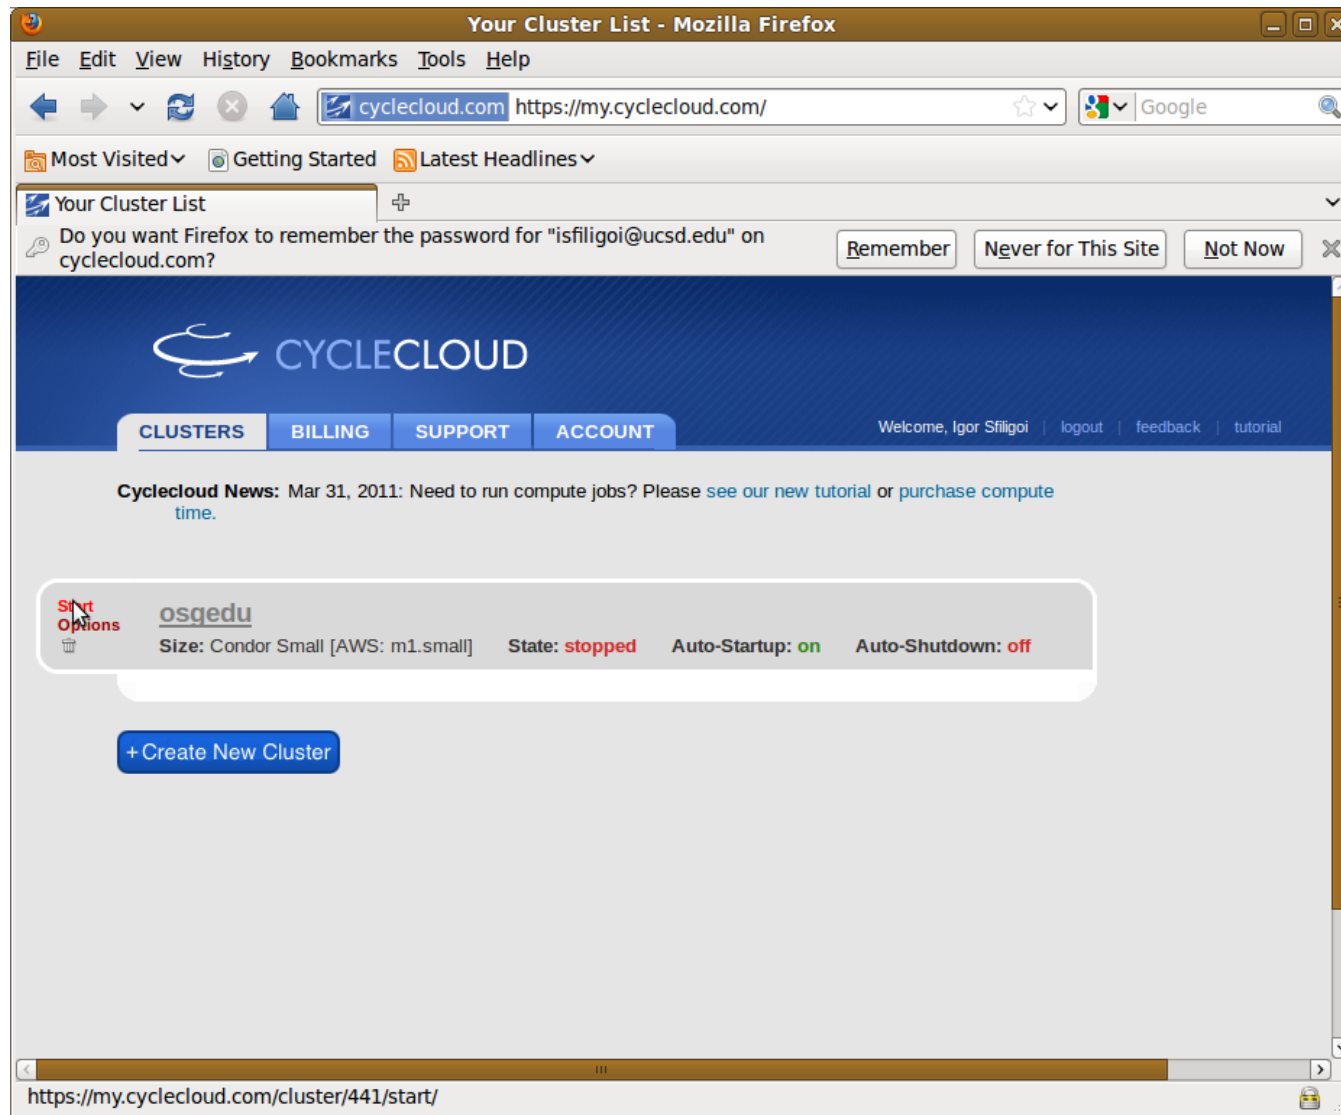 Your Cluster List - Mozilla Firefox
File Edit View History Bookmarks Tools Help
cyclecloud.com https://my.cyclecloud.com/ Google
Most Visited Getting Started Latest Headlines
Your Cluster List
Do you want Firefox to remember the password for "isfiligoi@ucsd.edu" on
cyclecloud.com?
Remember Never for This Site Not Now
CYCLECLOUD
CLUSTERS BILLING SUPPORT ACCOUNT Welcome, Igor Sfiligoi | logout | feedback | tutorial
Cyclecloud News: Mar 31, 2011: Need to run compute jobs? Please see our new tutorial or purchase compute
time.
Start osgedu
Options
Size: Condor Small [AWS: m1.small] State: stopped Auto-Startup: on Auto-Shutdown: off
+ Create New Cluster
https://my.cyclecloud.com/cluster/441/start/